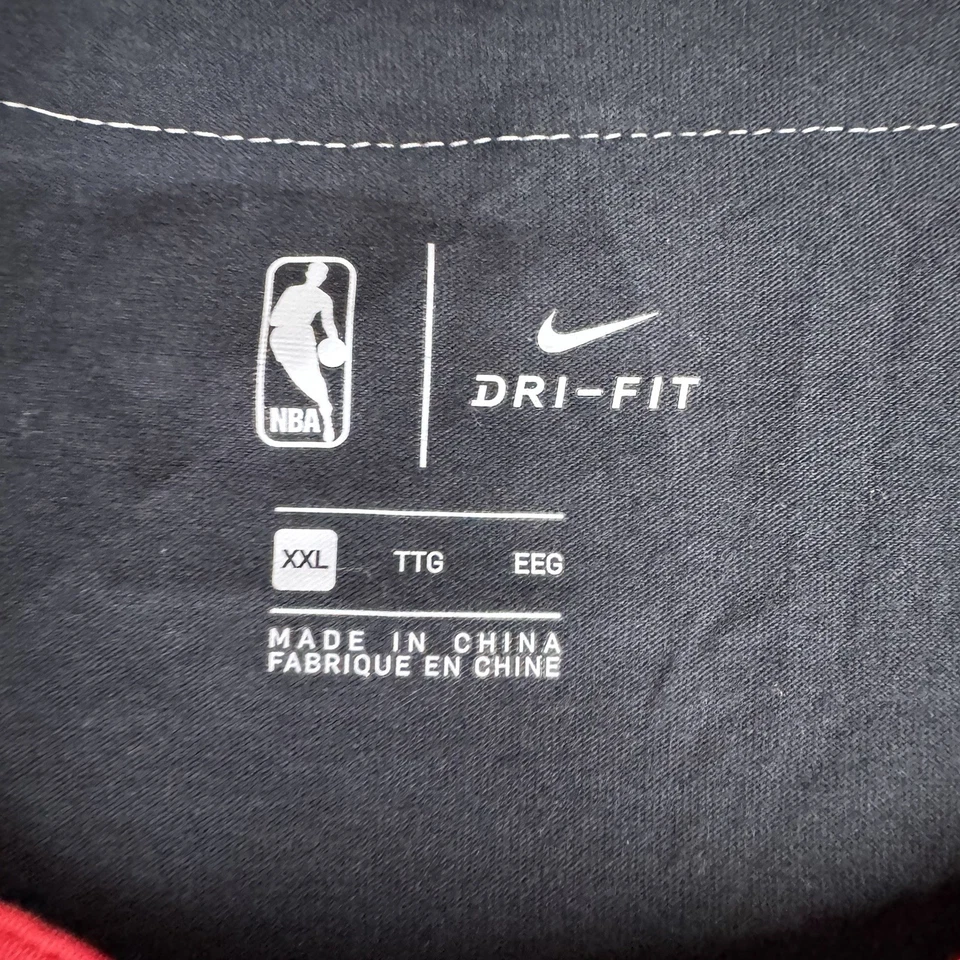 NBA
DRI-FIT
XXL TTG EEG
MADE IN CHINA
FABRIQUE EN CHINE